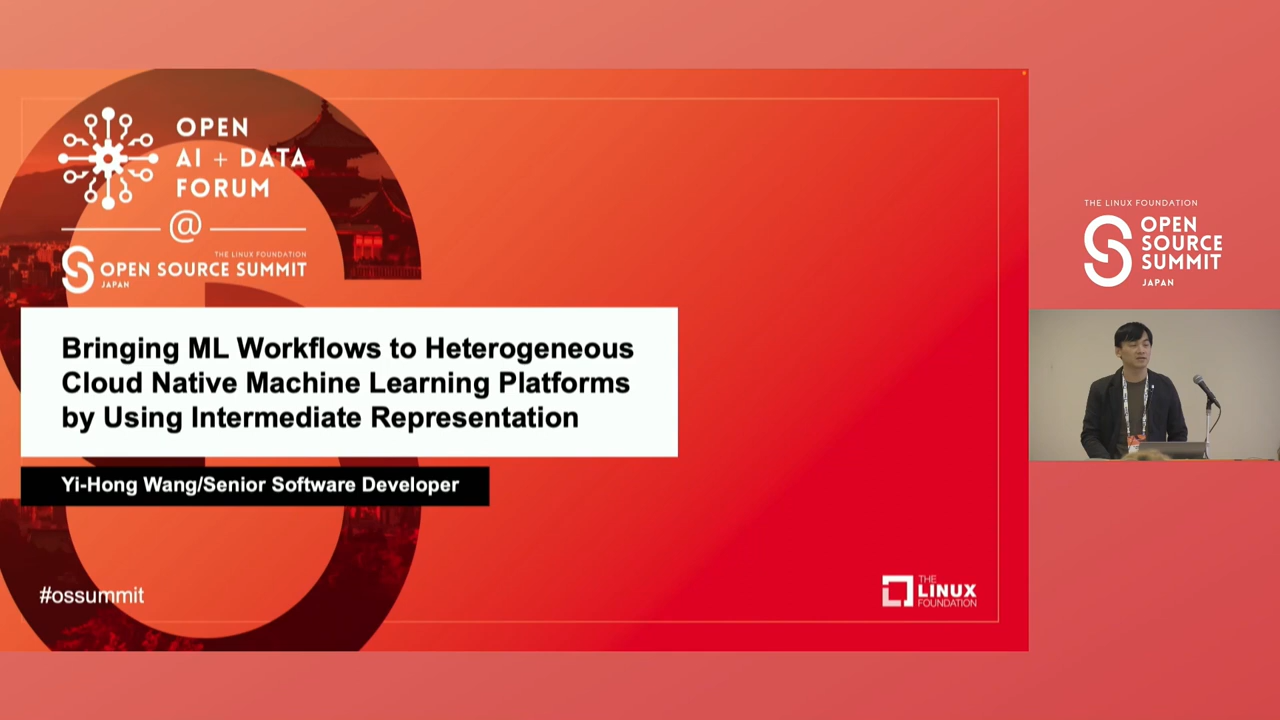 OPEN
AI + DATA
FORUM
@
THE LINUX FOUNDATION
OPEN SOURCE SUMMIT
JAPAN
Bringing ML Workflows to Heterogeneous
Cloud Native Machine Learning Platforms
by Using Intermediate Representation
Yi-Hong Wang/Senior Software Developer
#ossummit
THE
LINUX
FOUNDATION
THE LINUX FOUNDATION
OPEN
SOURCE
SUMMIT
JAPAN